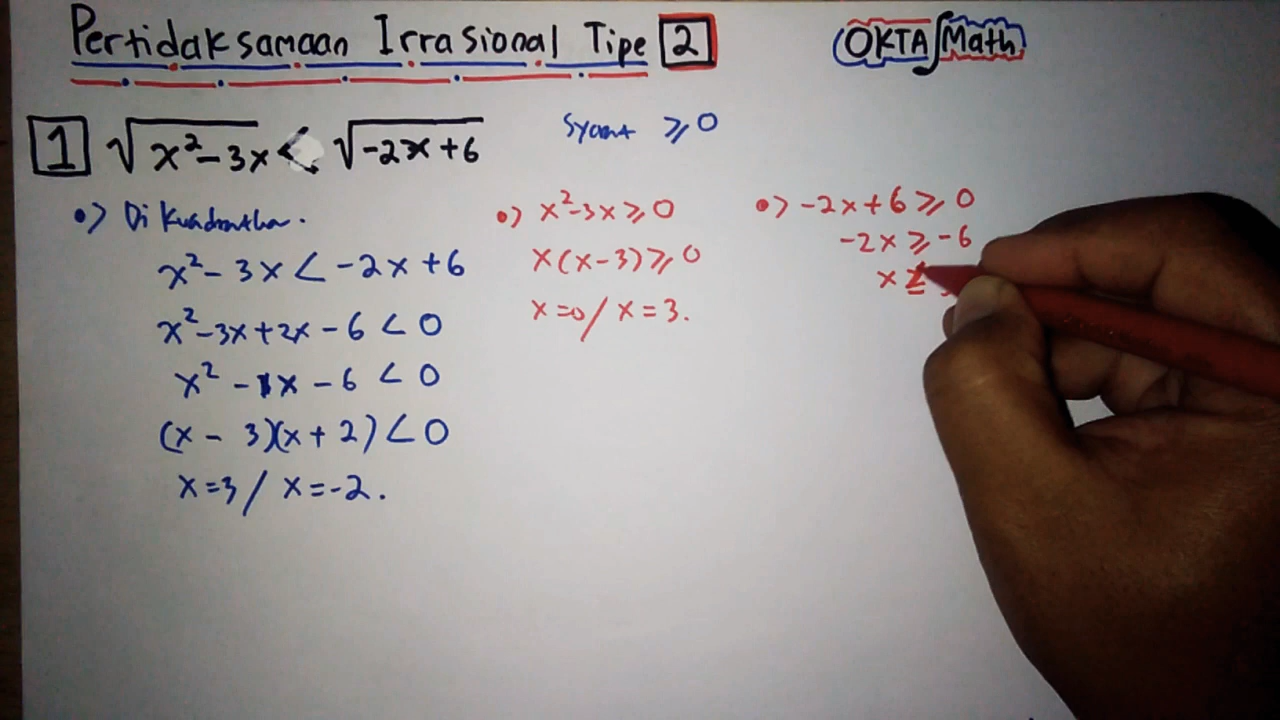 Pertidaksamaan Irrasional Tipe 2
OKTA∫Math
1 √x²-3x < √-2x+6
Syarat ≥ 0
•) Di Kuadratkan.
x²-3x < -2x+6
x²-3x+2x-6 < 0
x²-1x-6 < 0
(x-3)(x+2) < 0
x=3/x=-2.
•) x²-3x ≥ 0
x(x-3) ≥ 0
x=0/x=3.
•) -2x+6 ≥ 0
-2x ≥ -6
x ≤